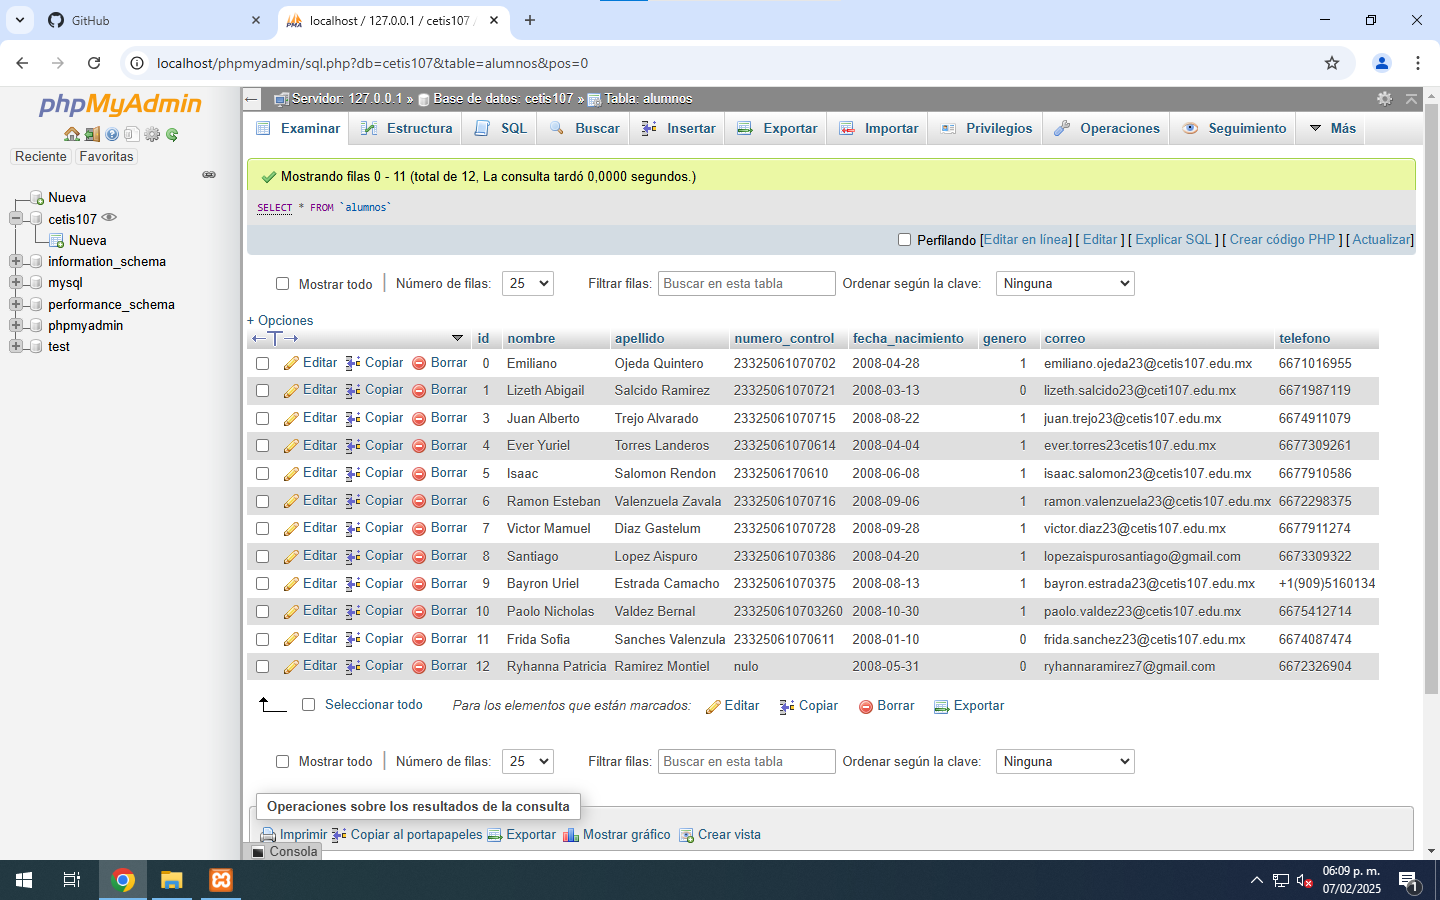 GitHub
localhost / 127.0.0.1 / cetis107 /
localhost/phpmyadmin/sql.php?db=cetis107&table=alumnos&pos=0
phpMyAdmin
Reciente Favoritas
Nueva
cetis107
Nueva
information_schema
mysql
performance_schema
phpmyadmin
test
Servidor: 127.0.0.1 » Base de datos: cetis107 » Tabla: alumnos
Examinar Estructura SQL Buscar Insertar Exportar Importar Privilegios Operaciones Seguimiento Más
Mostrando filas 0 - 11 (total de 12, La consulta tardó 0,0000 segundos.)
SELECT * FROM `alumnos`
Perfilando [Editar en línea] [ Editar ] [ Explicar SQL ] [ Crear código PHP ] [ Actualizar]
Mostrar todo Número de filas: 25 Filtrar filas: Buscar en esta tabla Ordenar según la clave: Ninguna
+ Opciones
←T→ id nombre apellido numero_control fecha_nacimiento genero correo telefono
Editar Copiar Borrar 0 Emiliano Ojeda Quintero 23325061070702 2008-04-28 1 emiliano.ojeda23@cetis107.edu.mx 6671016955
Editar Copiar Borrar 1 Lizeth Abigail Salcido Ramirez 23325061070721 2008-03-13 0 lizeth.salcido23@ceti107.edu.mx 6671987119
Editar Copiar Borrar 3 Juan Alberto Trejo Alvarado 23325061070715 2008-08-22 1 juan.trejo23@cetis107.edu.mx 6674911079
Editar Copiar Borrar 4 Ever Yuriel Torres Landeros 23325061070614 2008-04-04 1 ever.torres23cetis107.edu.mx 6677309261
Editar Copiar Borrar 5 Isaac Salomon Rendon 2332506170610 2008-06-08 1 isaac.salomon23@cetis107.edu.mx 6677910586
Editar Copiar Borrar 6 Ramon Esteban Valenzuela Zavala 23325061070716 2008-09-06 1 ramon.valenzuela23@cetis107.edu.mx 6672298375
Editar Copiar Borrar 7 Victor Mamuel Diaz Gastelum 23325061070728 2008-09-28 1 victor.diaz23@cetis107.edu.mx 6677911274
Editar Copiar Borrar 8 Santiago Lopez Aispuro 23325061070386 2008-04-20 1 lopezaispurosantiago@gmail.com 6673309322
Editar Copiar Borrar 9 Bayron Uriel Estrada Camacho 23325061070375 2008-08-13 1 bayron.estrada23@cetis107.edu.mx +1(909)5160134
Editar Copiar Borrar 10 Paolo Nicholas Valdez Bernal 233250610703260 2008-10-30 1 paolo.valdez23@cetis107.edu.mx 6675412714
Editar Copiar Borrar 11 Frida Sofia Sanches Valenzula 23325061070611 2008-01-10 0 frida.sanchez23@cetis107.edu.mx 6674087474
Editar Copiar Borrar 12 Ryhanna Patricia Ramirez Montiel nulo 2008-05-31 0 ryhannaramirez7@gmail.com 6672326904
Seleccionar todo Para los elementos que están marcados: Editar Copiar Borrar Exportar
Mostrar todo Número de filas: 25 Filtrar filas: Buscar en esta tabla Ordenar según la clave: Ninguna
Operaciones sobre los resultados de la consulta
Imprimir Copiar al portapapeles Exportar Mostrar gráfico Crear vista
Consola
06:09 p. m.
07/02/2025
1